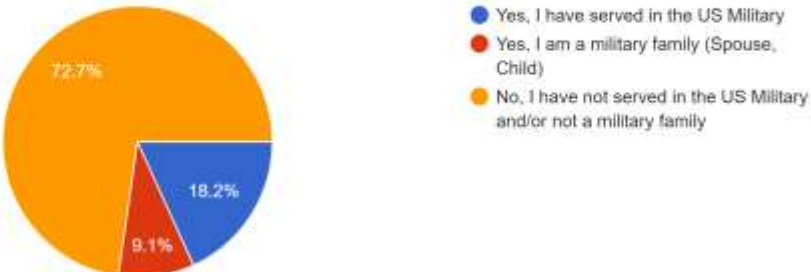 72.7%
18.2%
9.1%
Yes, I have served in the US Military
Yes, I am a military family (Spouse,
Child)
No, I have not served in the US Military
and/or not a military family